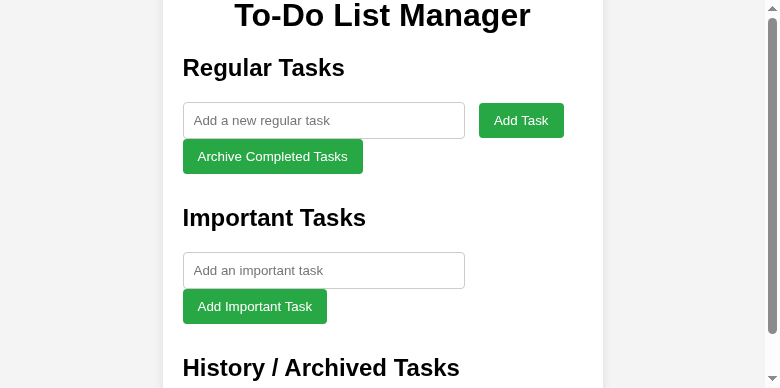 To-Do List Manager
Regular Tasks
Add a new regular task
Add Task
Archive Completed Tasks
Important Tasks
Add an important task
Add Important Task
History / Archived Tasks